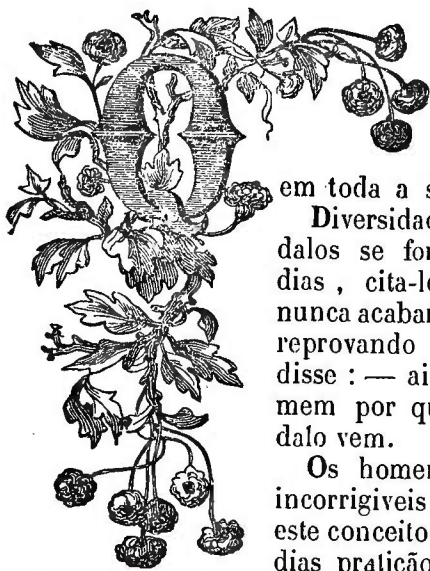 O
em toda a s
Diversidad
dalos se for
dias , cita-lo
nunca acabar
reprovando
disse : — ai
mem por qu
dalo vem.
Os homen
incorrigiveis
este conceito
dias praticão